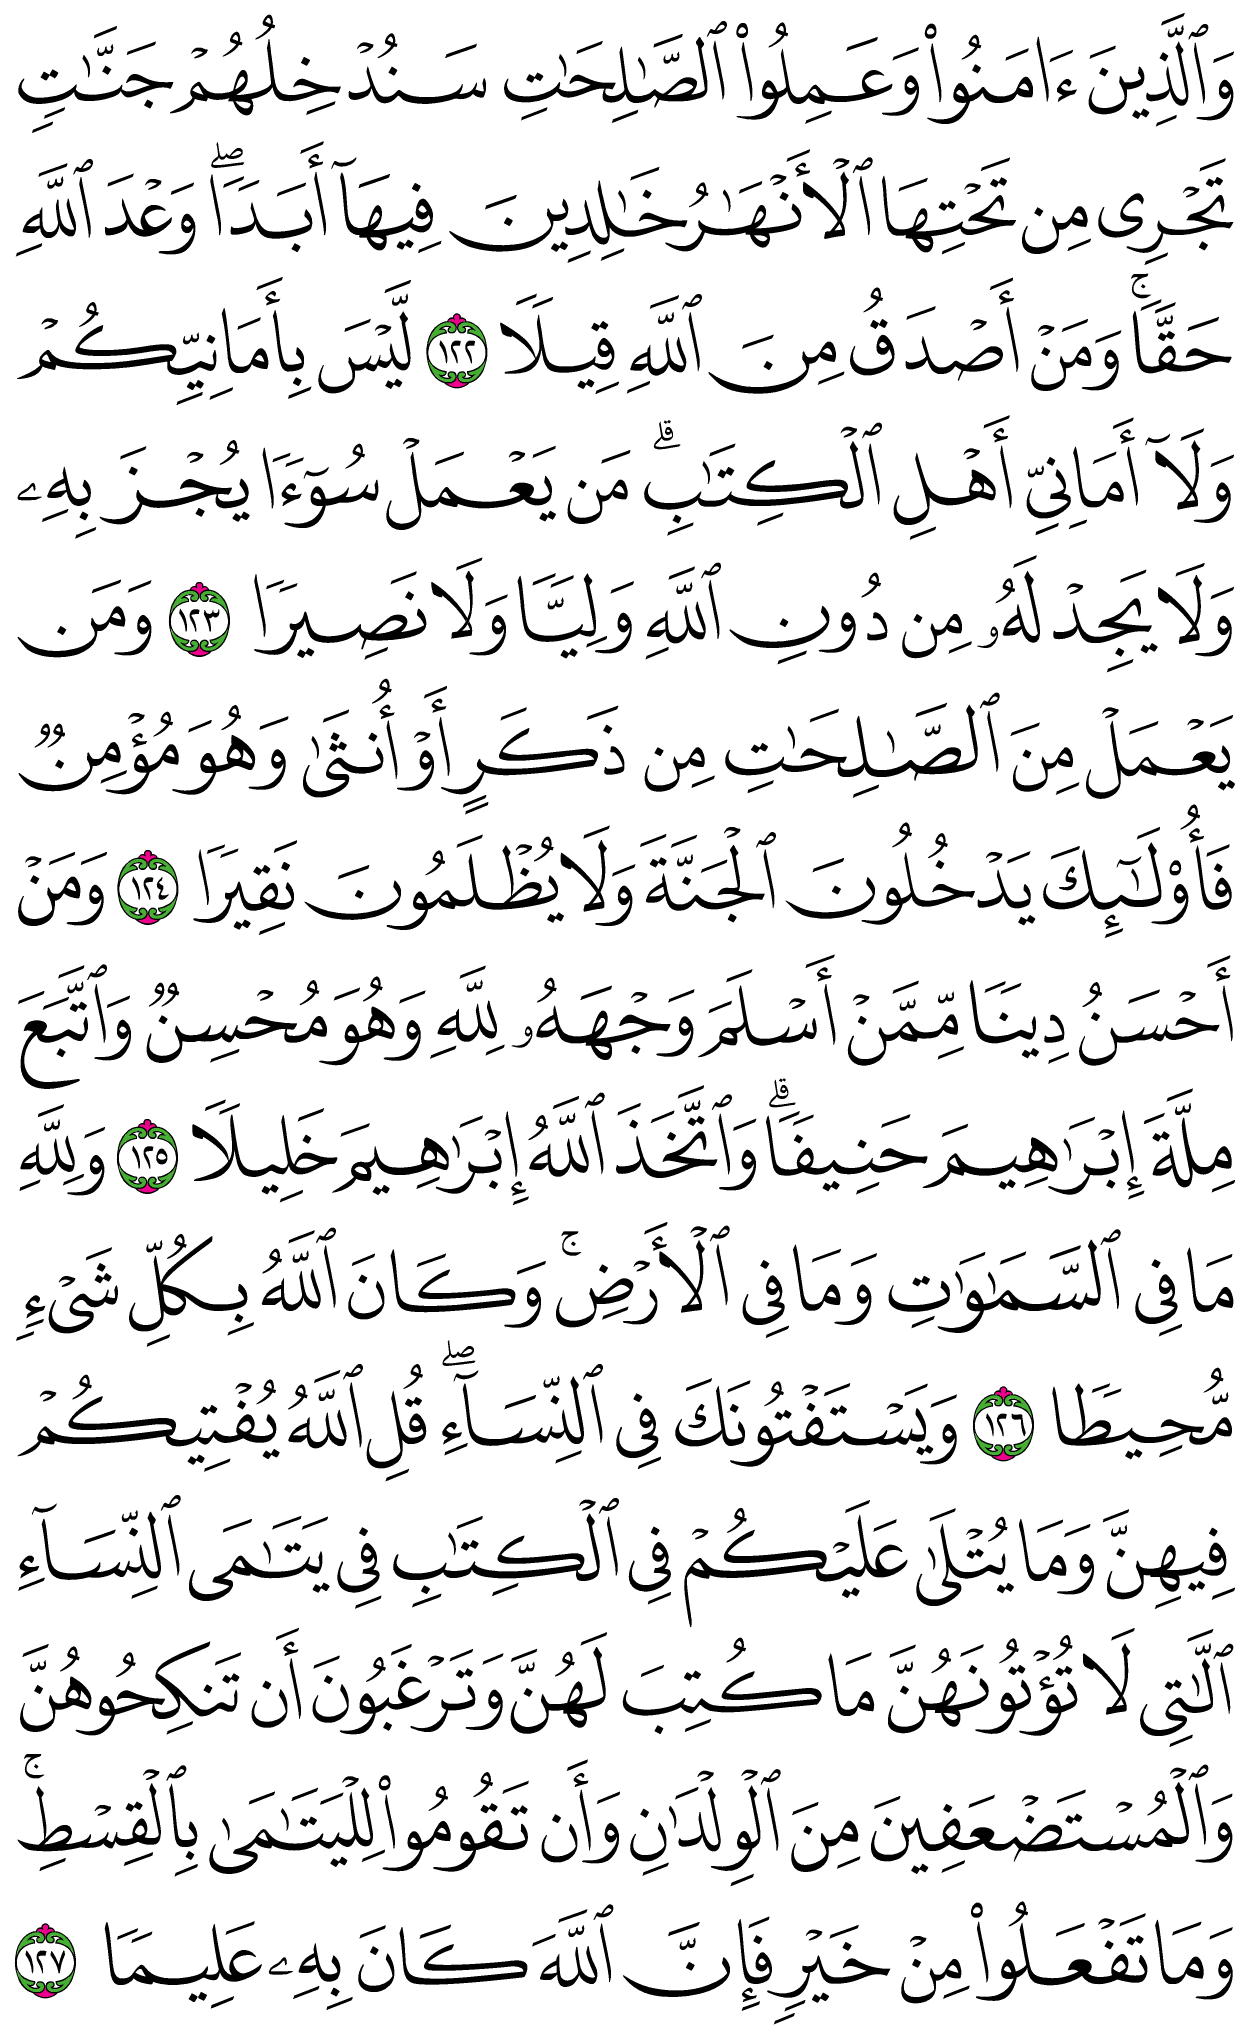 وَٱلَّذِينَ ءَامَنُوا۟ وَعَمِلُوا۟ ٱلصَّـٰلِحَـٰتِ سَنُدۡخِلُهُمۡ جَنَّـٰتٍ
تَجۡرِى مِن تَحۡتِهَا ٱلۡأَنۡهَـٰرُ خَـٰلِدِينَ فِيهَآ أَبَدًاۖ وَعۡدَ ٱللَّهِ
حَقًّاۚ وَمَنۡ أَصۡدَقُ مِنَ ٱللَّهِ قِيلًا ١٢٢ لَّيۡسَ بِأَمَانِيِّكُمۡ
وَلَآ أَمَانِىِّ أَهۡلِ ٱلۡكِتَـٰبِۗ مَن يَعۡمَلۡ سُوٓءًا يُجۡزَ بِهِۦ
وَلَا يَجِدۡ لَهُۥ مِن دُونِ ٱللَّهِ وَلِيًّا وَلَا نَصِيرًا ١٢٣ وَمَن
يَعۡمَلۡ مِنَ ٱلصَّـٰلِحَـٰتِ مِن ذَكَرٍ أَوۡ أُنثَىٰ وَهُوَ مُؤۡمِنٌ
فَأُو۟لَـٰٓئِكَ يَدۡخُلُونَ ٱلۡجَنَّةَ وَلَا يُظۡلَمُونَ نَقِيرًا ١٢٤ وَمَنۡ
أَحۡسَنُ دِينًا مِّمَّنۡ أَسۡلَمَ وَجۡهَهُۥ لِلَّهِ وَهُوَ مُحۡسِنٌ وَٱتَّبَعَ
مِلَّةَ إِبۡرَٰهِيمَ حَنِيفًاۗ وَٱتَّخَذَ ٱللَّهُ إِبۡرَٰهِيمَ خَلِيلًا ١٢٥ وَلِلَّهِ
مَا فِى ٱلسَّمَـٰوَٰتِ وَمَا فِى ٱلۡأَرۡضِۚ وَكَانَ ٱللَّهُ بِكُلِّ شَىۡءٍ
مُّحِيطًا ١٢٦ وَيَسۡتَفۡتُونَكَ فِى ٱلنِّسَآءِۖ قُلِ ٱللَّهُ يُفۡتِيكُمۡ
فِيهِنَّ وَمَا يُتۡلَىٰ عَلَيۡكُمۡ فِى ٱلۡكِتَـٰبِ فِى يَتَـٰمَى ٱلنِّسَآءِ
ٱلَّـٰتِى لَا تُؤۡتُونَهُنَّ مَا كُتِبَ لَهُنَّ وَتَرۡغَبُونَ أَن تَنكِحُوهُنَّ
وَٱلۡمُسۡتَضۡعَفِينَ مِنَ ٱلۡوِلۡدَٰنِ وَأَن تَقُومُوا۟ لِلۡيَتَـٰمَىٰ بِٱلۡقِسۡطِۚ
وَمَا تَفۡعَلُوا۟ مِنۡ خَيۡرٍ فَإِنَّ ٱللَّهَ كَانَ بِهِۦ عَلِيمًا ١٢٧